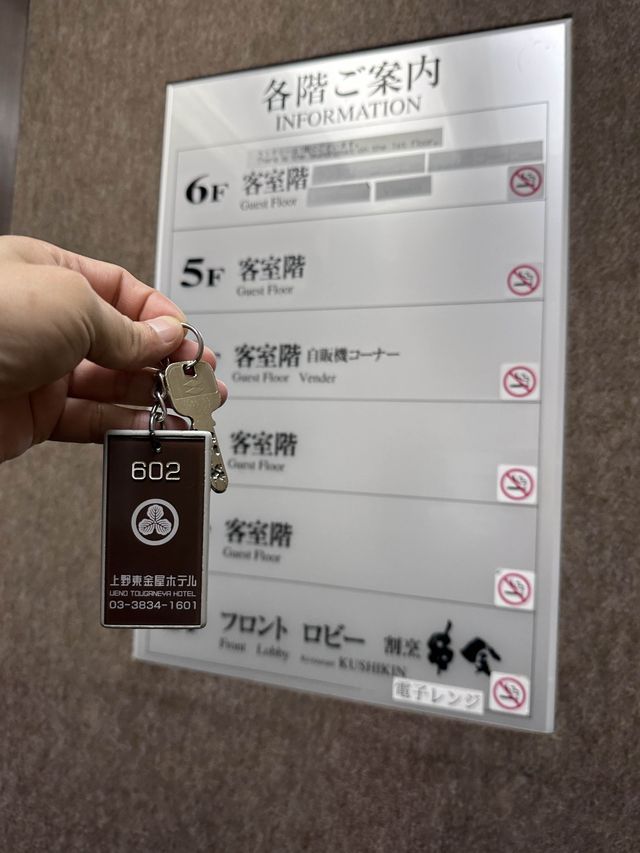 各階ご案内
INFORMATION
6F 客室階
Guest Floor
5F 客室階
Guest Floor
客室階 自販機コーナー
Guest Floor Vender
客室階
Guest Floor
客室階
Guest Floor
フロント ロビー 割烹 串金
Front Lobby KUSHIKIN
電子レンジ
602
上野東金屋ホテル
UENO TOUGANEYA HOTEL
03-3834-1601